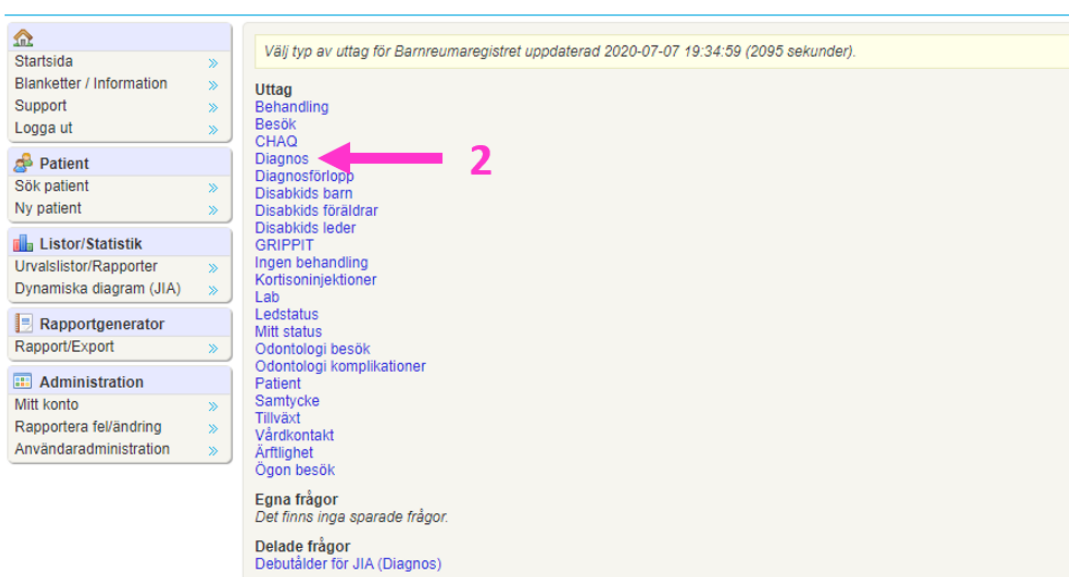 Startsida
Blanketter / Information
Support
Logga ut
Patient
Sök patient
Ny patient
Listor/Statistik
Urvalslistor/Rapporter
Dynamiska diagram (JIA)
Rapportgenerator
Rapport/Export
Administration
Mitt konto
Rapportera fel/ändring
Användaradministration
Välj typ av uttag för Barnreumaregistret uppdaterad 2020-07-07 19:34:59 (2095 sekunder).
Uttag
Behandling
Besök
CHAQ
Diagnos 2
Diagnosförlopp
Disabkids barn
Disabkids föräldrar
Disabkids leder
GRIPPIT
Ingen behandling
Kortisoninjektioner
Lab
Ledstatus
Mitt status
Odontologi besök
Odontologi komplikationer
Patient
Samtycke
Tillväxt
Vårdkontakt
Ärftlighet
Ögon besök
Egna frågor
Det finns inga sparade frågor.
Delade frågor
Debutålder för JIA (Diagnos)